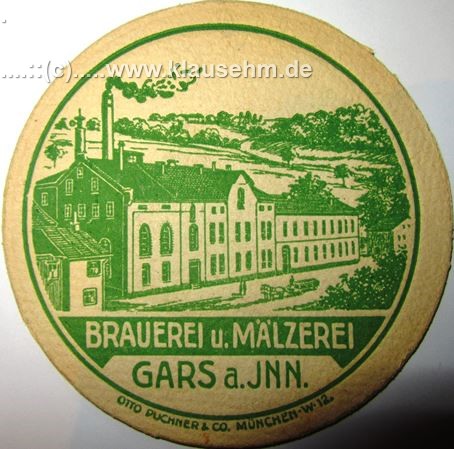 .....::(c).....www.klausehm.de
BRAUEREI u. MÄLZEREI
GARS a. JNN.
OTTO PUCHNER & CO. MÜNCHEN-W-12.